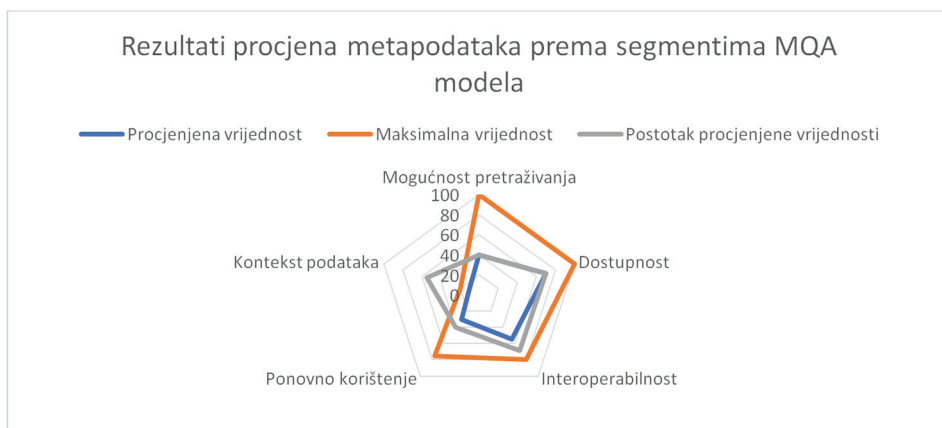 Rezultati procjena metapodataka prema segmentima MQA
modela
Procjenjena vrijednost Maksimalna vrijednost Postotak procjenjene vrijednosti
Mogućnost pretraživanja
100
80
60
40
20
0
Kontekst podataka
Dostupnost
Ponovno korištenje
Interoperabilnost